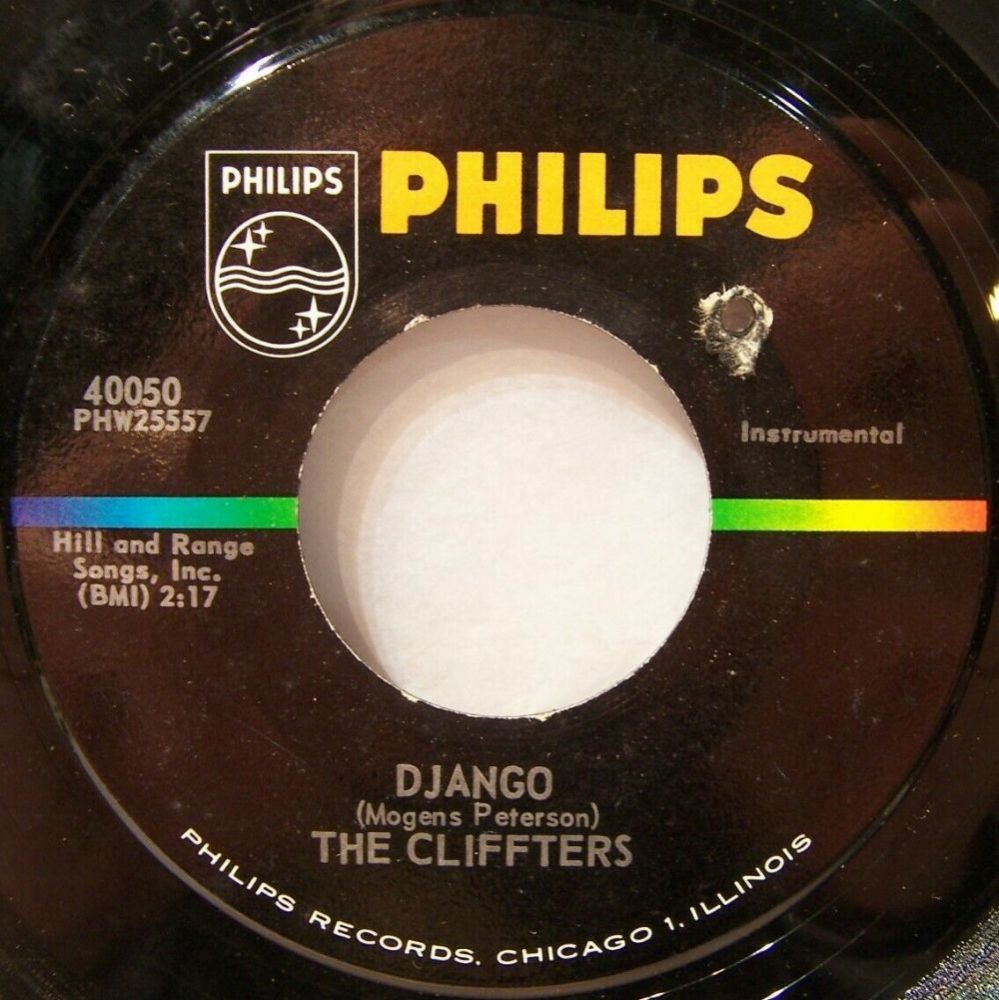 PHILIPS
PHILIPS
40050
PHW25557
Instrumental
Hill and Range
Songs, Inc.
(BMI) 2:17
DJANGO
(Mogens Peterson)
THE CLIFFTERS
PHILIPS RECORDS. CHICAGO 1. ILLINOIS